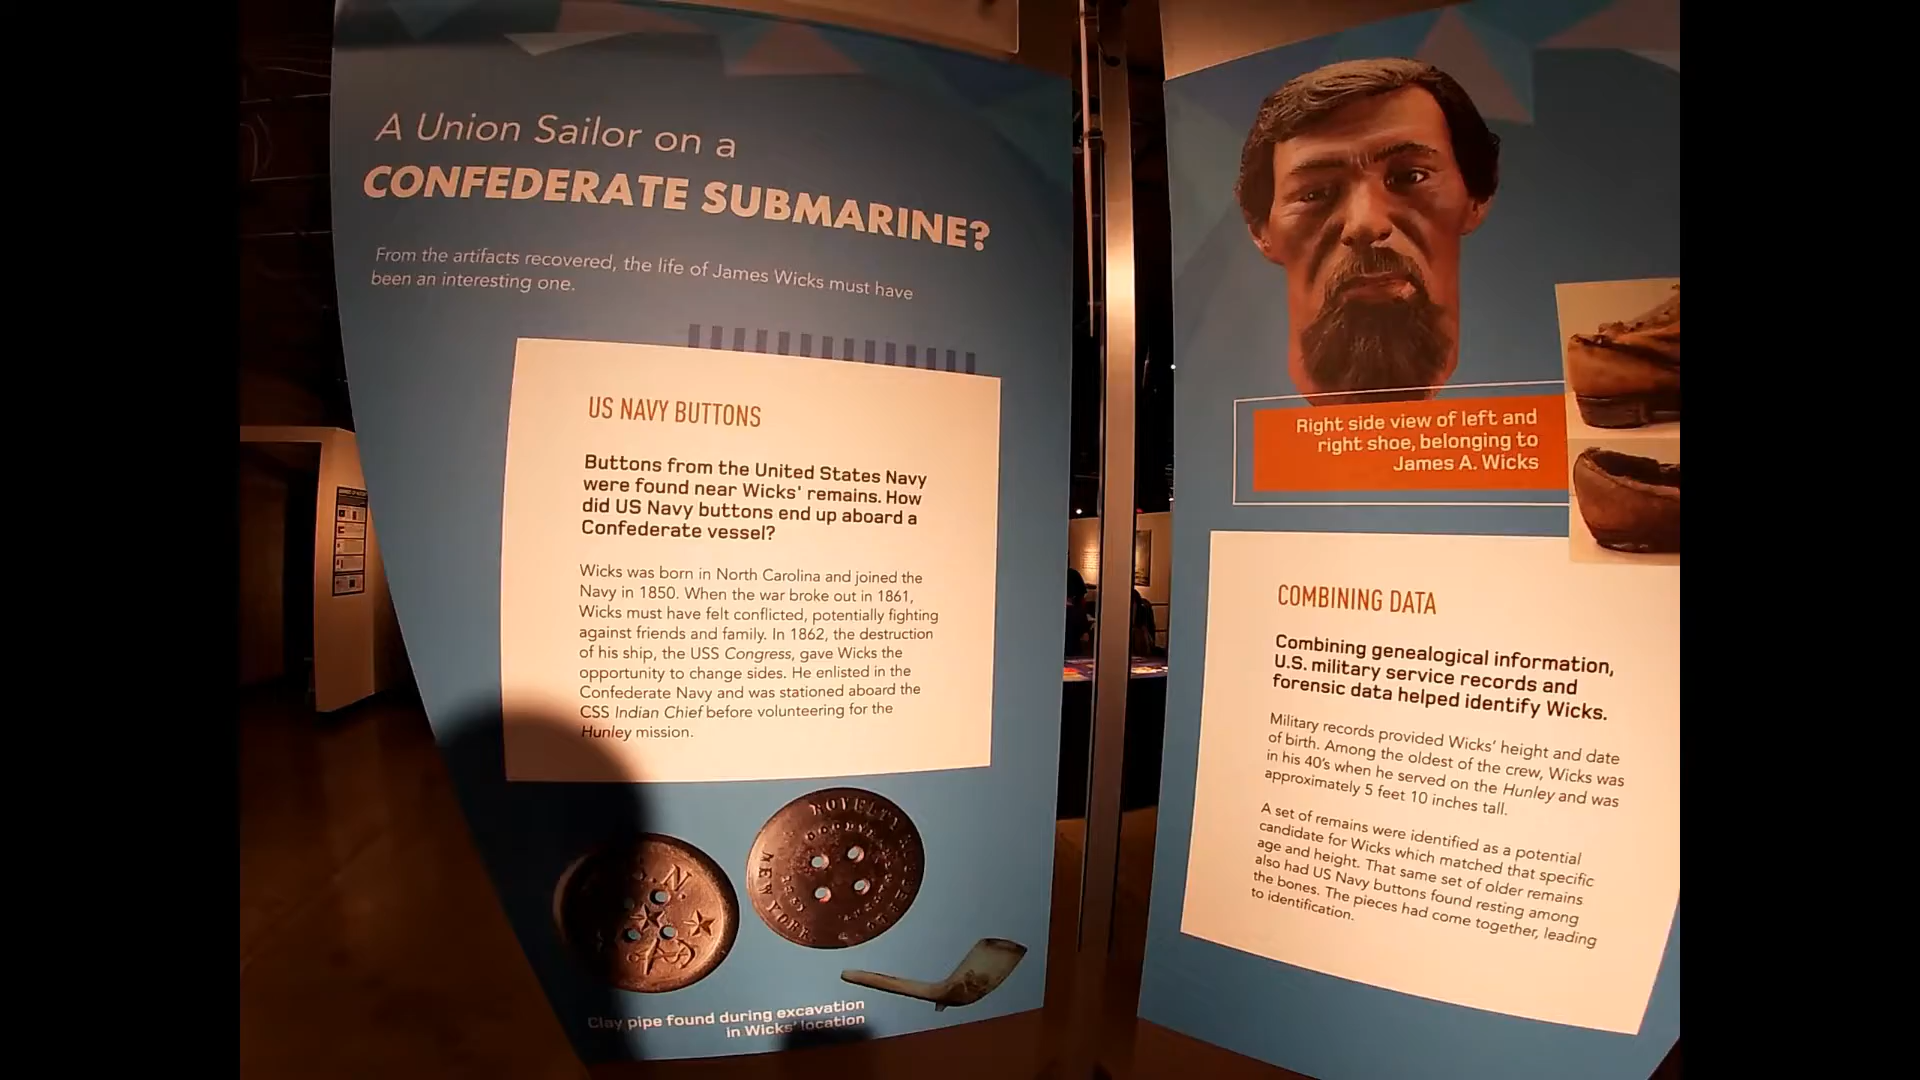 A Union Sailor on a
CONFEDERATE SUBMARINE?
From the artifacts recovered, the life of James Wicks must have
been an interesting one.
US NAVY BUTTONS
Buttons from the United States Navy
were found near Wicks' remains. How
did US Navy buttons end up aboard a
Confederate vessel?
Wicks was born in North Carolina and joined the
Navy in 1850. When the war broke out in 1861,
Wicks must have felt conflicted, potentially fighting
against friends and family. In 1862, the destruction
of his ship, the USS Congress, gave Wicks the
opportunity to change sides. He enlisted in the
Confederate Navy and was stationed aboard the
CSS Indian Chief before volunteering for the
Hunley mission.
NOVELTY
NEW YORK
Clay pipe found during excavation
in Wicks' location
Right side view of left and
right shoe, belonging to
James A. Wicks
COMBINING DATA
Combining genealogical information,
U.S. military service records and
forensic data helped identify Wicks.
Military records provided Wicks' height and date
of birth. Among the oldest of the crew, Wicks was
in his 40's when he served on the Hunley and was
approximately 5 feet 10 inches tall.
A set of remains were identified as a potential
candidate for Wicks which matched that specific
age and height. That same set of older remains
also had US Navy buttons found resting among
the bones. The pieces had come together, leading
to identification.